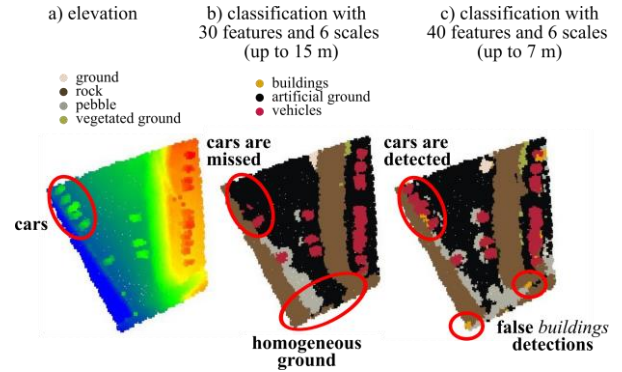 a) elevation
b) classification with
30 features and 6 scales
(up to 15 m)
c) classification with
40 features and 6 scales
(up to 7 m)
ground
rock
pebble
vegetated ground
buildings
artificial ground
vehicles
cars
cars are
missed
cars are
detected
homogeneous
ground
false buildings
detections